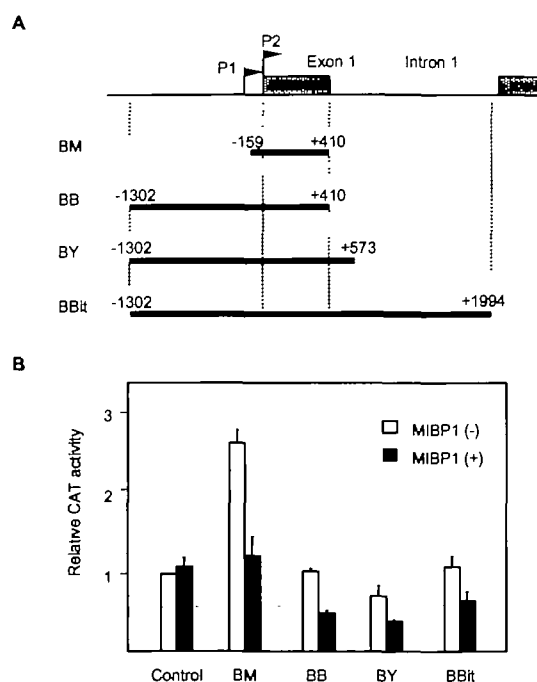 A
P2
P1
Exon 1
Intron 1
-159
+410
BM
-1302
+410
BB
-1302
+573
BY
-1302
+1994
BBit
B
3
2
1
Relative CAT activity
MIBP1 (-)
MIBP1 (+)
Control
BM
BB
BY
BBit